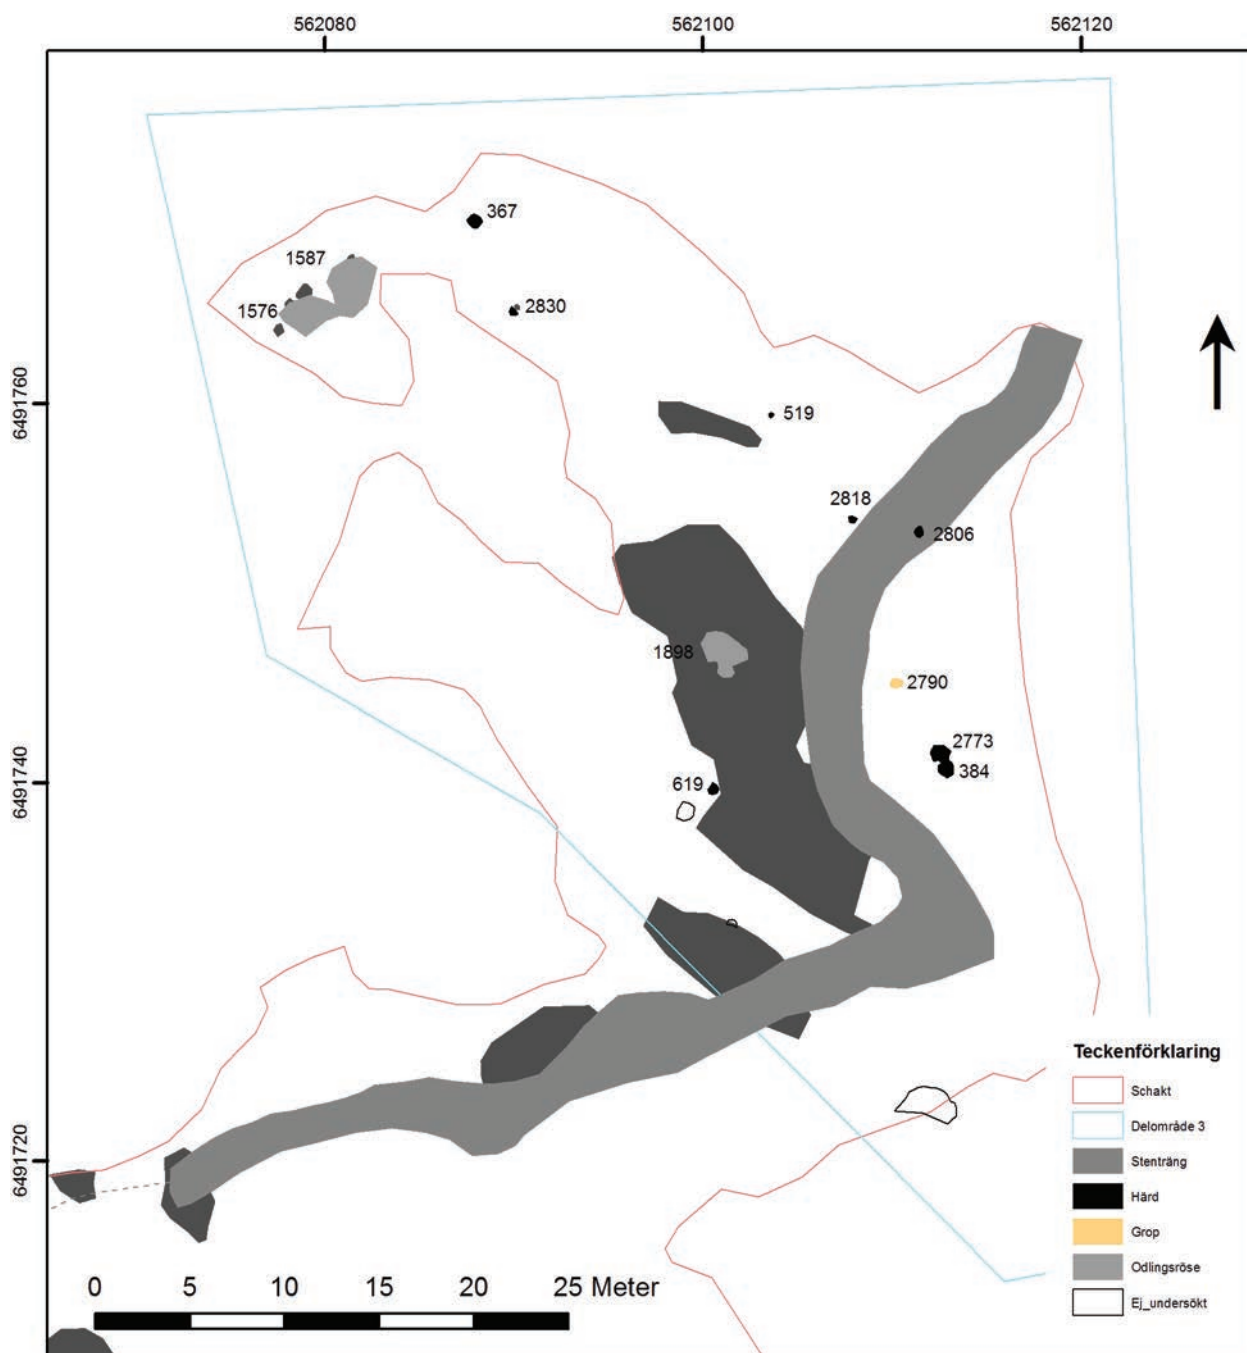 562080 562100 562120
367
1587
1576
2830
6491760
519
2818
2806
1898
2790
2773
384
619
6491740
Teckenförklaring
Schakt
Delområde 3
Stenträng
Härd
Grop
Odlingsröse
Ej_undersökt
6491720
0 5 10 15 20 25 Meter